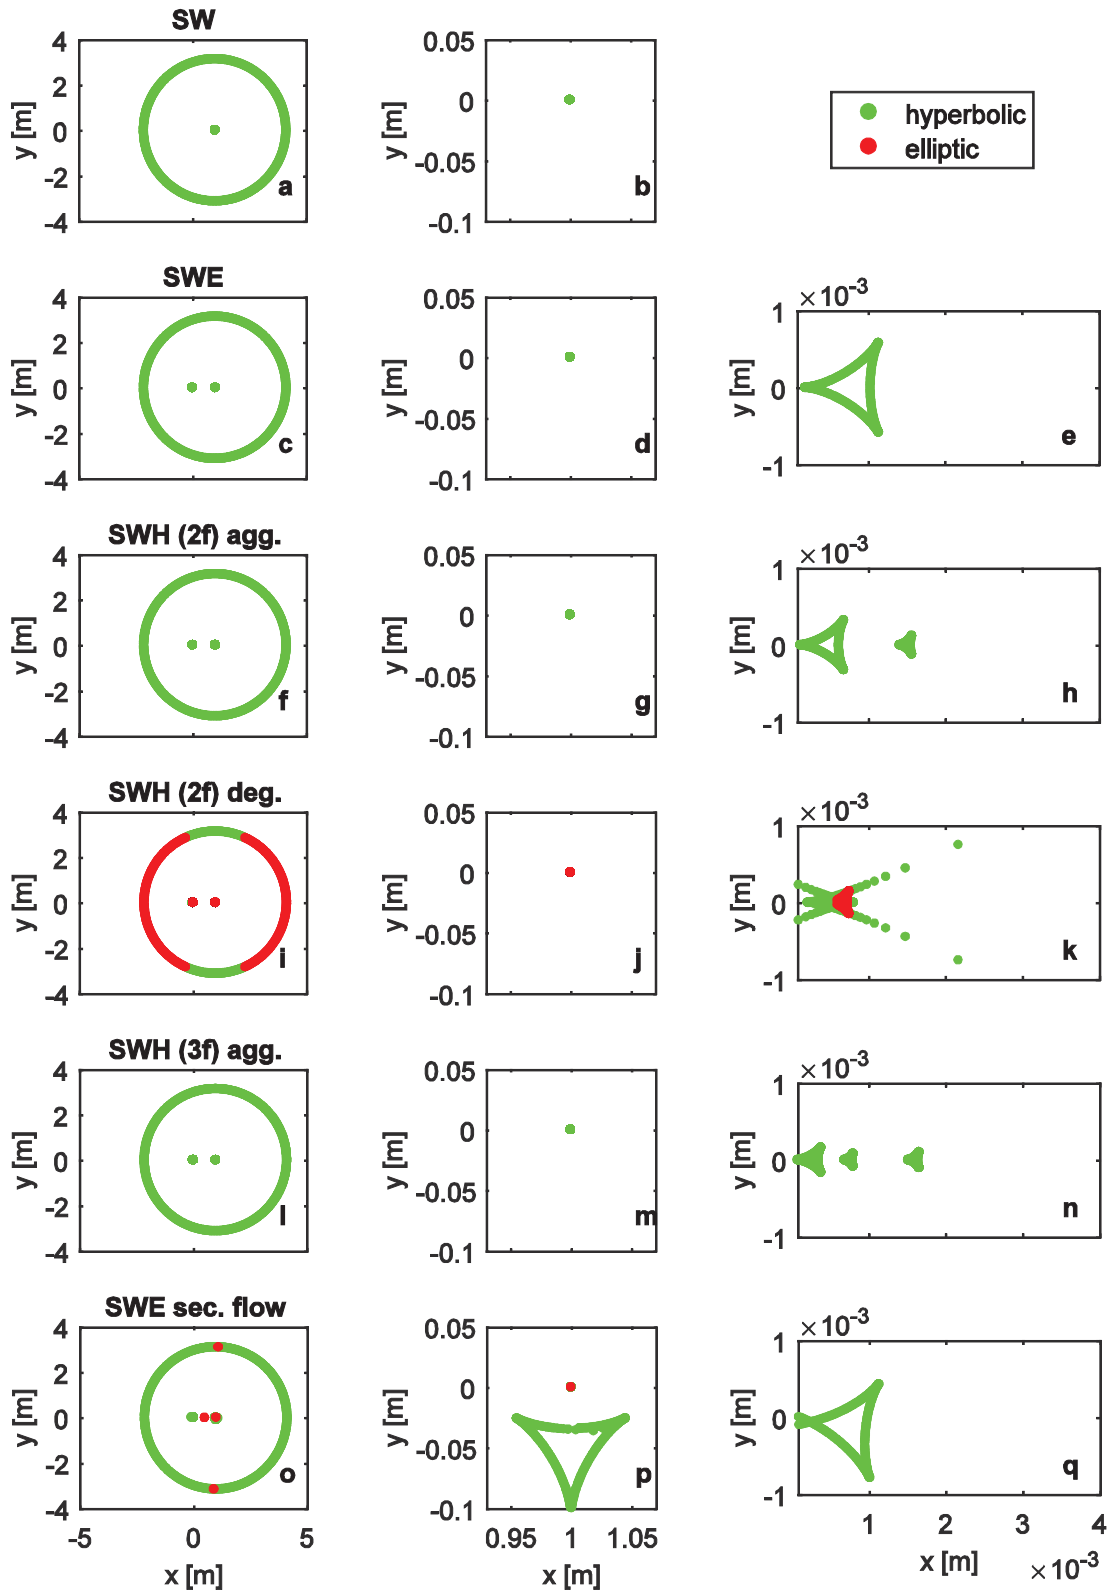 SW
4
2
0
-2
-4
-5 0 5
y [m]
a
0.05
0
-0.05
-0.1
y [m]
b
hyperbolic
elliptic
SWE
4
2
0
-2
-4
y [m]
c
0.05
0
-0.05
-0.1
y [m]
d
×10-3
1
0
-1
y [m]
e
SWH (2f) agg.
4
2
0
-2
-4
y [m]
f
0.05
0
-0.05
-0.1
y [m]
g
×10-3
1
0
-1
y [m]
h
SWH (2f) deg.
4
2
0
-2
-4
y [m]
i
0.05
0
-0.05
-0.1
y [m]
j
×10-3
1
0
-1
y [m]
k
SWH (3f) agg.
4
2
0
-2
-4
y [m]
l
0.05
0
-0.05
-0.1
y [m]
m
×10-3
1
0
-1
y [m]
n
SWE sec. flow
4
2
0
-2
-4
y [m]
o
-5 0 5
x [m]
0.05
0
-0.05
-0.1
y [m]
p
0.95 1 1.05
x [m]
×10-3
1
0
-1
y [m]
q
1 2 3 4
x [m]
×10-3